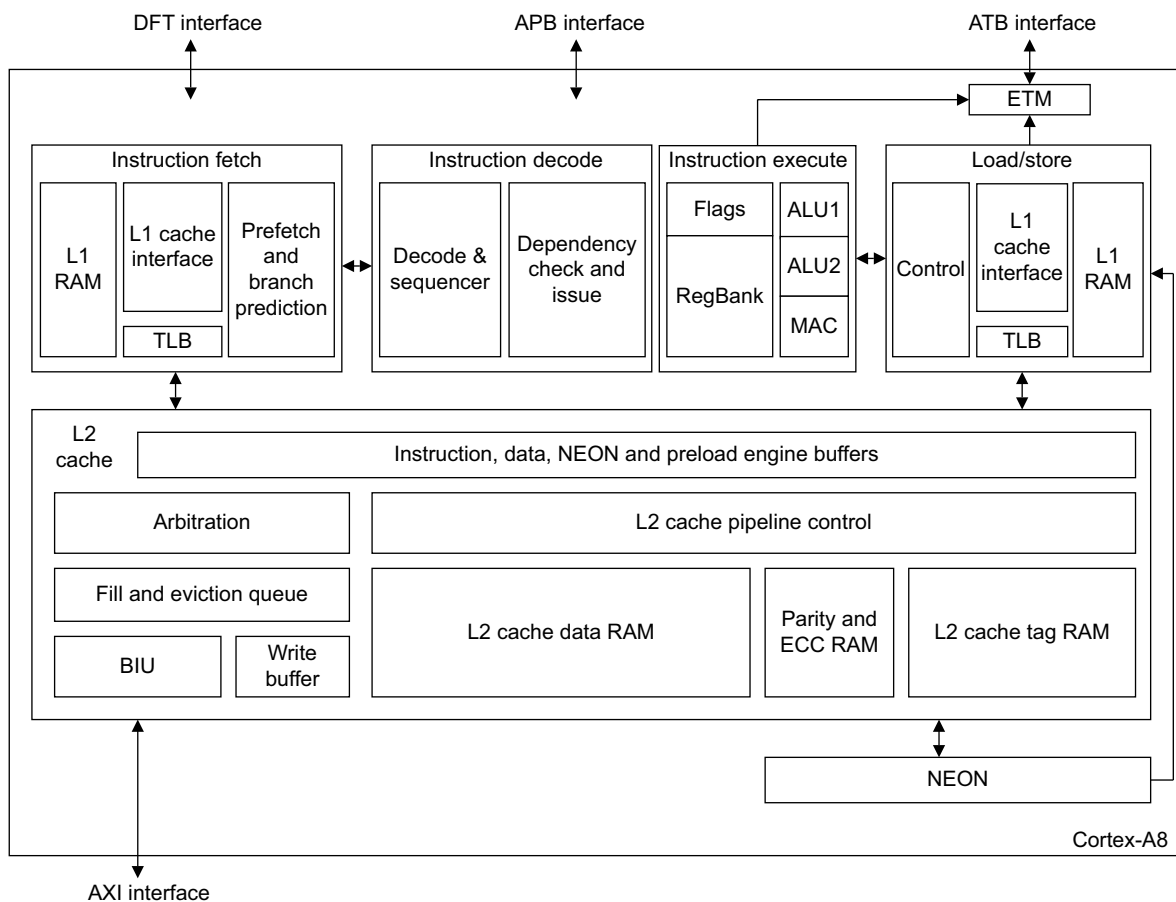 DFT interface
APB interface
ATB interface
ETM
Instruction fetch
L1
RAM
L1 cache
interface
TLB
Prefetch
and
branch
prediction
Instruction decode
Decode &
sequencer
Dependency
check and
issue
Instruction execute
Flags
RegBank
ALU1
ALU2
MAC
Load/store
Control
L1
cache
interface
TLB
L1
RAM
L2
cache
Instruction, data, NEON and preload engine buffers
Arbitration
L2 cache pipeline control
Fill and eviction queue
BIU
Write
buffer
L2 cache data RAM
Parity and
ECC RAM
L2 cache tag RAM
NEON
Cortex-A8
AXI interface